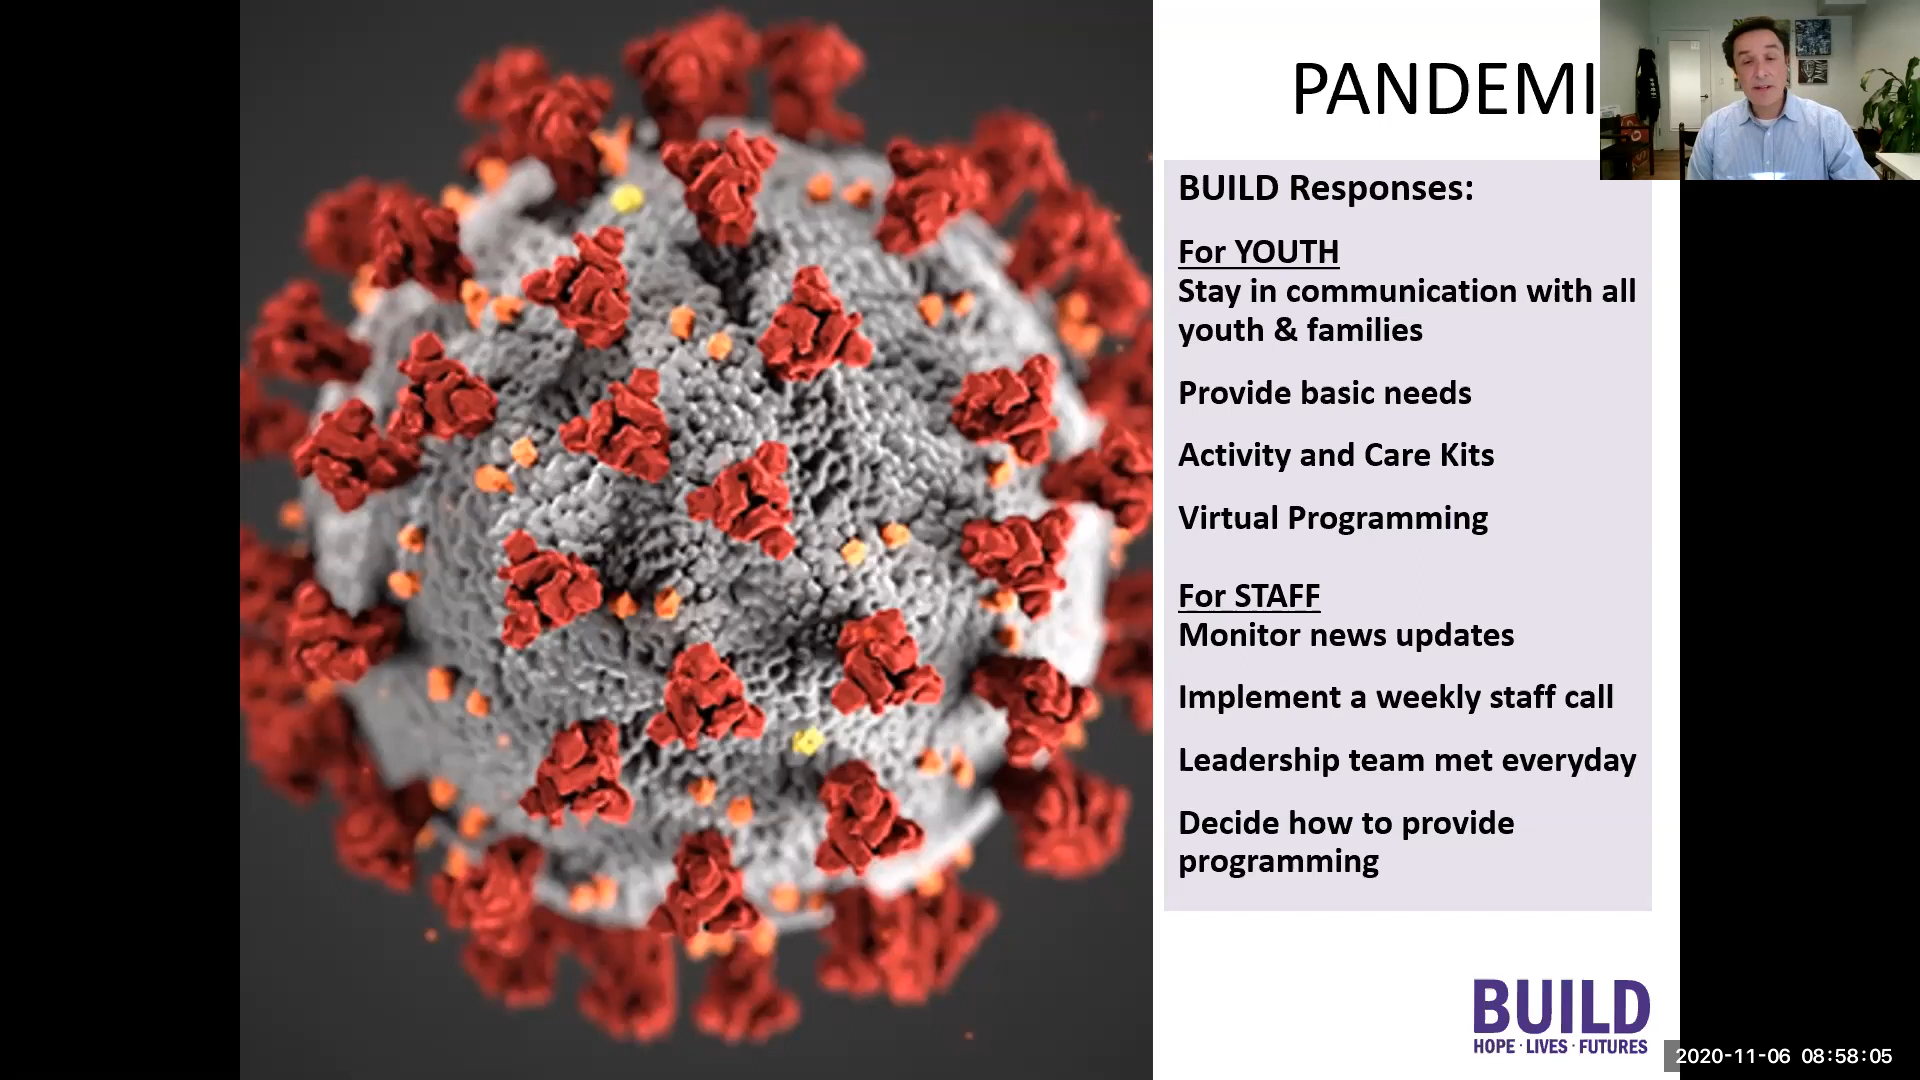 PANDEMI
BUILD Responses:
For YOUTH
Stay in communication with all
youth & families
Provide basic needs
Activity and Care Kits
Virtual Programming
For STAFF
Monitor news updates
Implement a weekly staff call
Leadership team met everyday
Decide how to provide
programming
BUILD
HOPE · LIVES · FUTURES
2020-11-06 08:58:05